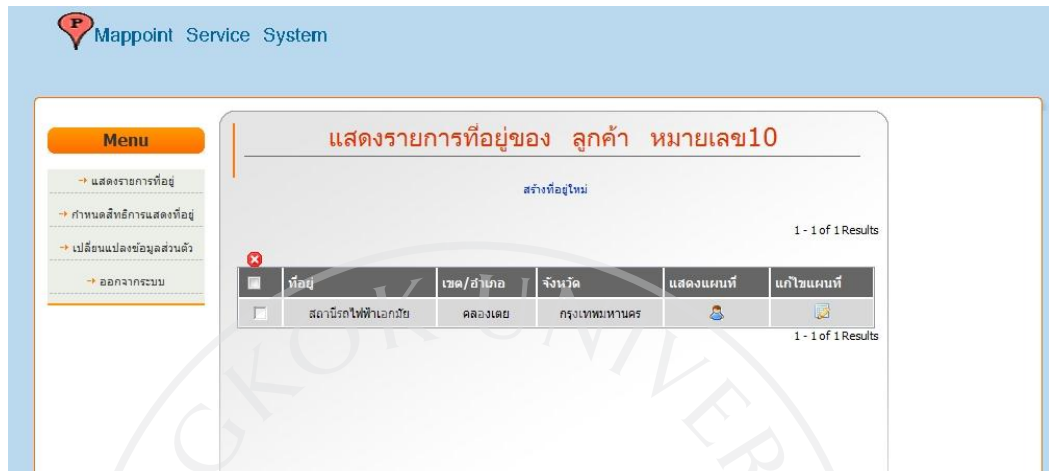 P
Mappoint Service System
Menu
→ แสดงรายการที่อยู่
→ กำหนดสิทธิการแสดงที่อยู่
→ เปลี่ยนแปลงข้อมูลส่วนตัว
→ ออกจากระบบ
แสดงรายการที่อยู่ของ ลูกค้า หมายเลข10
สร้างที่อยู่ใหม่
1 - 1 of 1 Results
ที่อยู่ เขต/อำเภอ จังหวัด แสดงแผนที่ แก้ไขแผนที่
สถานีรถไฟฟ้าเอกมัย คลองเตย กรุงเทพมหานคร
1 - 1 of 1 Results
GKOK UNIVER